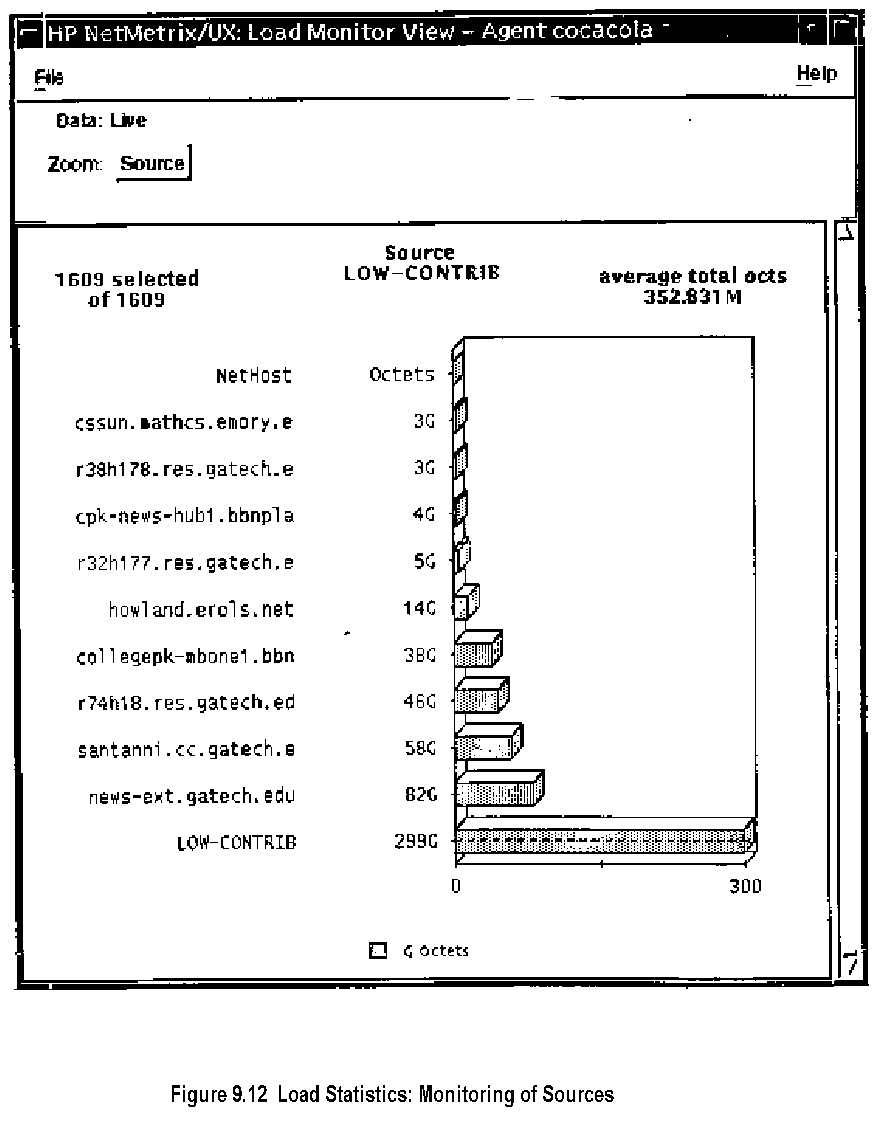 HP NetMetrix/UX: Load Monitor View - Agent cocacola
File Help
Data: Live
Zoom: Source
Source
LOW-CONTRIB
1609 selected
of 1609
average total octs
352.831M
NetHost Octets
cssun.mathcs.emory.e 3G
r38h178.res.gatech.e 3G
cpk-news-hub1.bbnpla 4G
r32h177.res.gatech.e 5G
howland.erols.net 14G
collegepk-mbone1.bbn 38G
r74h18.res.gatech.ed 46G
santanni.cc.gatech.e 58G
news-ext.gatech.edu 82G
LOW-CONTRIB 299G
0 300
G Octets
Figure 9.12 Load Statistics: Monitoring of Sources